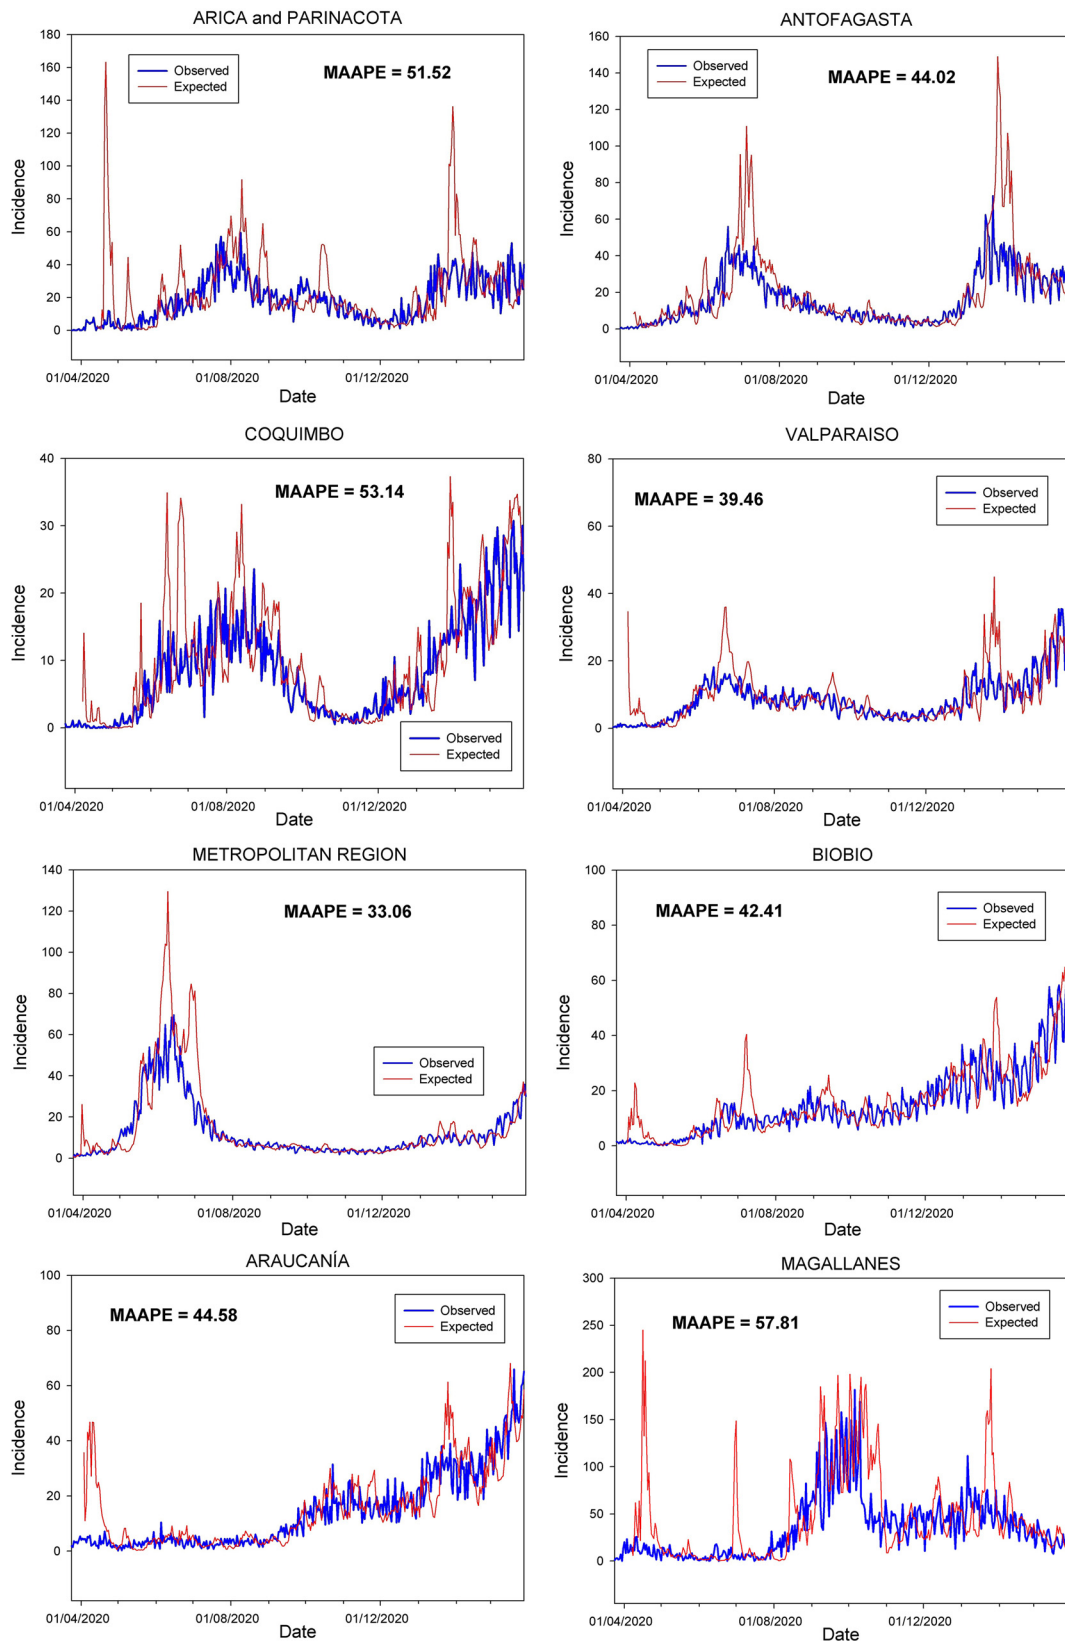 ARICA and PARINACOTA
MAAPE = 51.52
Observed
Expected
Incidence
180
160
140
120
100
80
60
40
20
0
01/04/2020 01/08/2020 01/12/2020
Date
ANTOFAGASTA
MAAPE = 44.02
Observed
Expected
Incidence
160
140
120
100
80
60
40
20
0
01/04/2020 01/08/2020 01/12/2020
Date
COQUIMBO
MAAPE = 53.14
Incidence
40
30
20
10
0
Observed
Expected
01/04/2020 01/08/2020 01/12/2020
Date
VALPARAISO
MAAPE = 39.46
Observed
Expected
Incidence
80
60
40
20
0
01/04/2020 01/08/2020 01/12/2020
Date
METROPOLITAN REGION
MAAPE = 33.06
Observed
Expected
Incidence
140
120
100
80
60
40
20
0
01/04/2020 01/08/2020 01/12/2020
Date
BIOBIO
MAAPE = 42.41
Obseved
Expected
Incidence
100
80
60
40
20
0
01/04/2020 01/08/2020 01/12/2020
Date
ARAUCANÍA
MAAPE = 44.58
Observed
Expected
Incidence
100
80
60
40
20
0
01/04/2020 01/08/2020 01/12/2020
Date
MAGALLANES
MAAPE = 57.81
Observed
Expected
Incidence
300
250
200
150
100
50
0
01/04/2020 01/08/2020 01/12/2020
Date